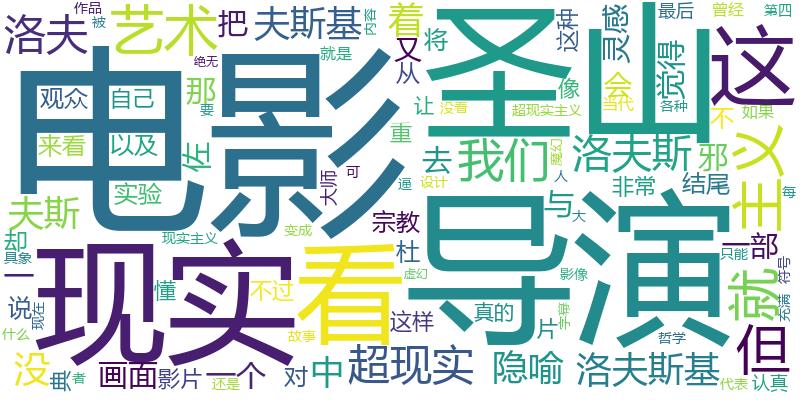 作品
被
绝无
洛夫
艺术
把
夫斯基
就是
内容
着
又
从
将
让
要
圣山
这种
灵感
会
像
当代
最后
觉得
各种
曾经
不
如果
第四
这
电影
观众
自己
那
来看
以及
佐
实验
重
去
我们
没看
超现实主义
魔幻
人
洛夫斯
非常
邪
结尾
主义
每
可
逼
设计
大师
夫斯
却
具象
一
说
现在
什么
现实主义
变成
宗教
杜
与
大
导演
一部
只能
符号
充满
就
但
现实
看
虚幻
影像
真的
片
字幕
哲学
这样
懂
不过
故事
没
典
者
画面
影片
一个
还是
对
中
超现实
隐喻
洛夫斯基
代表
认真